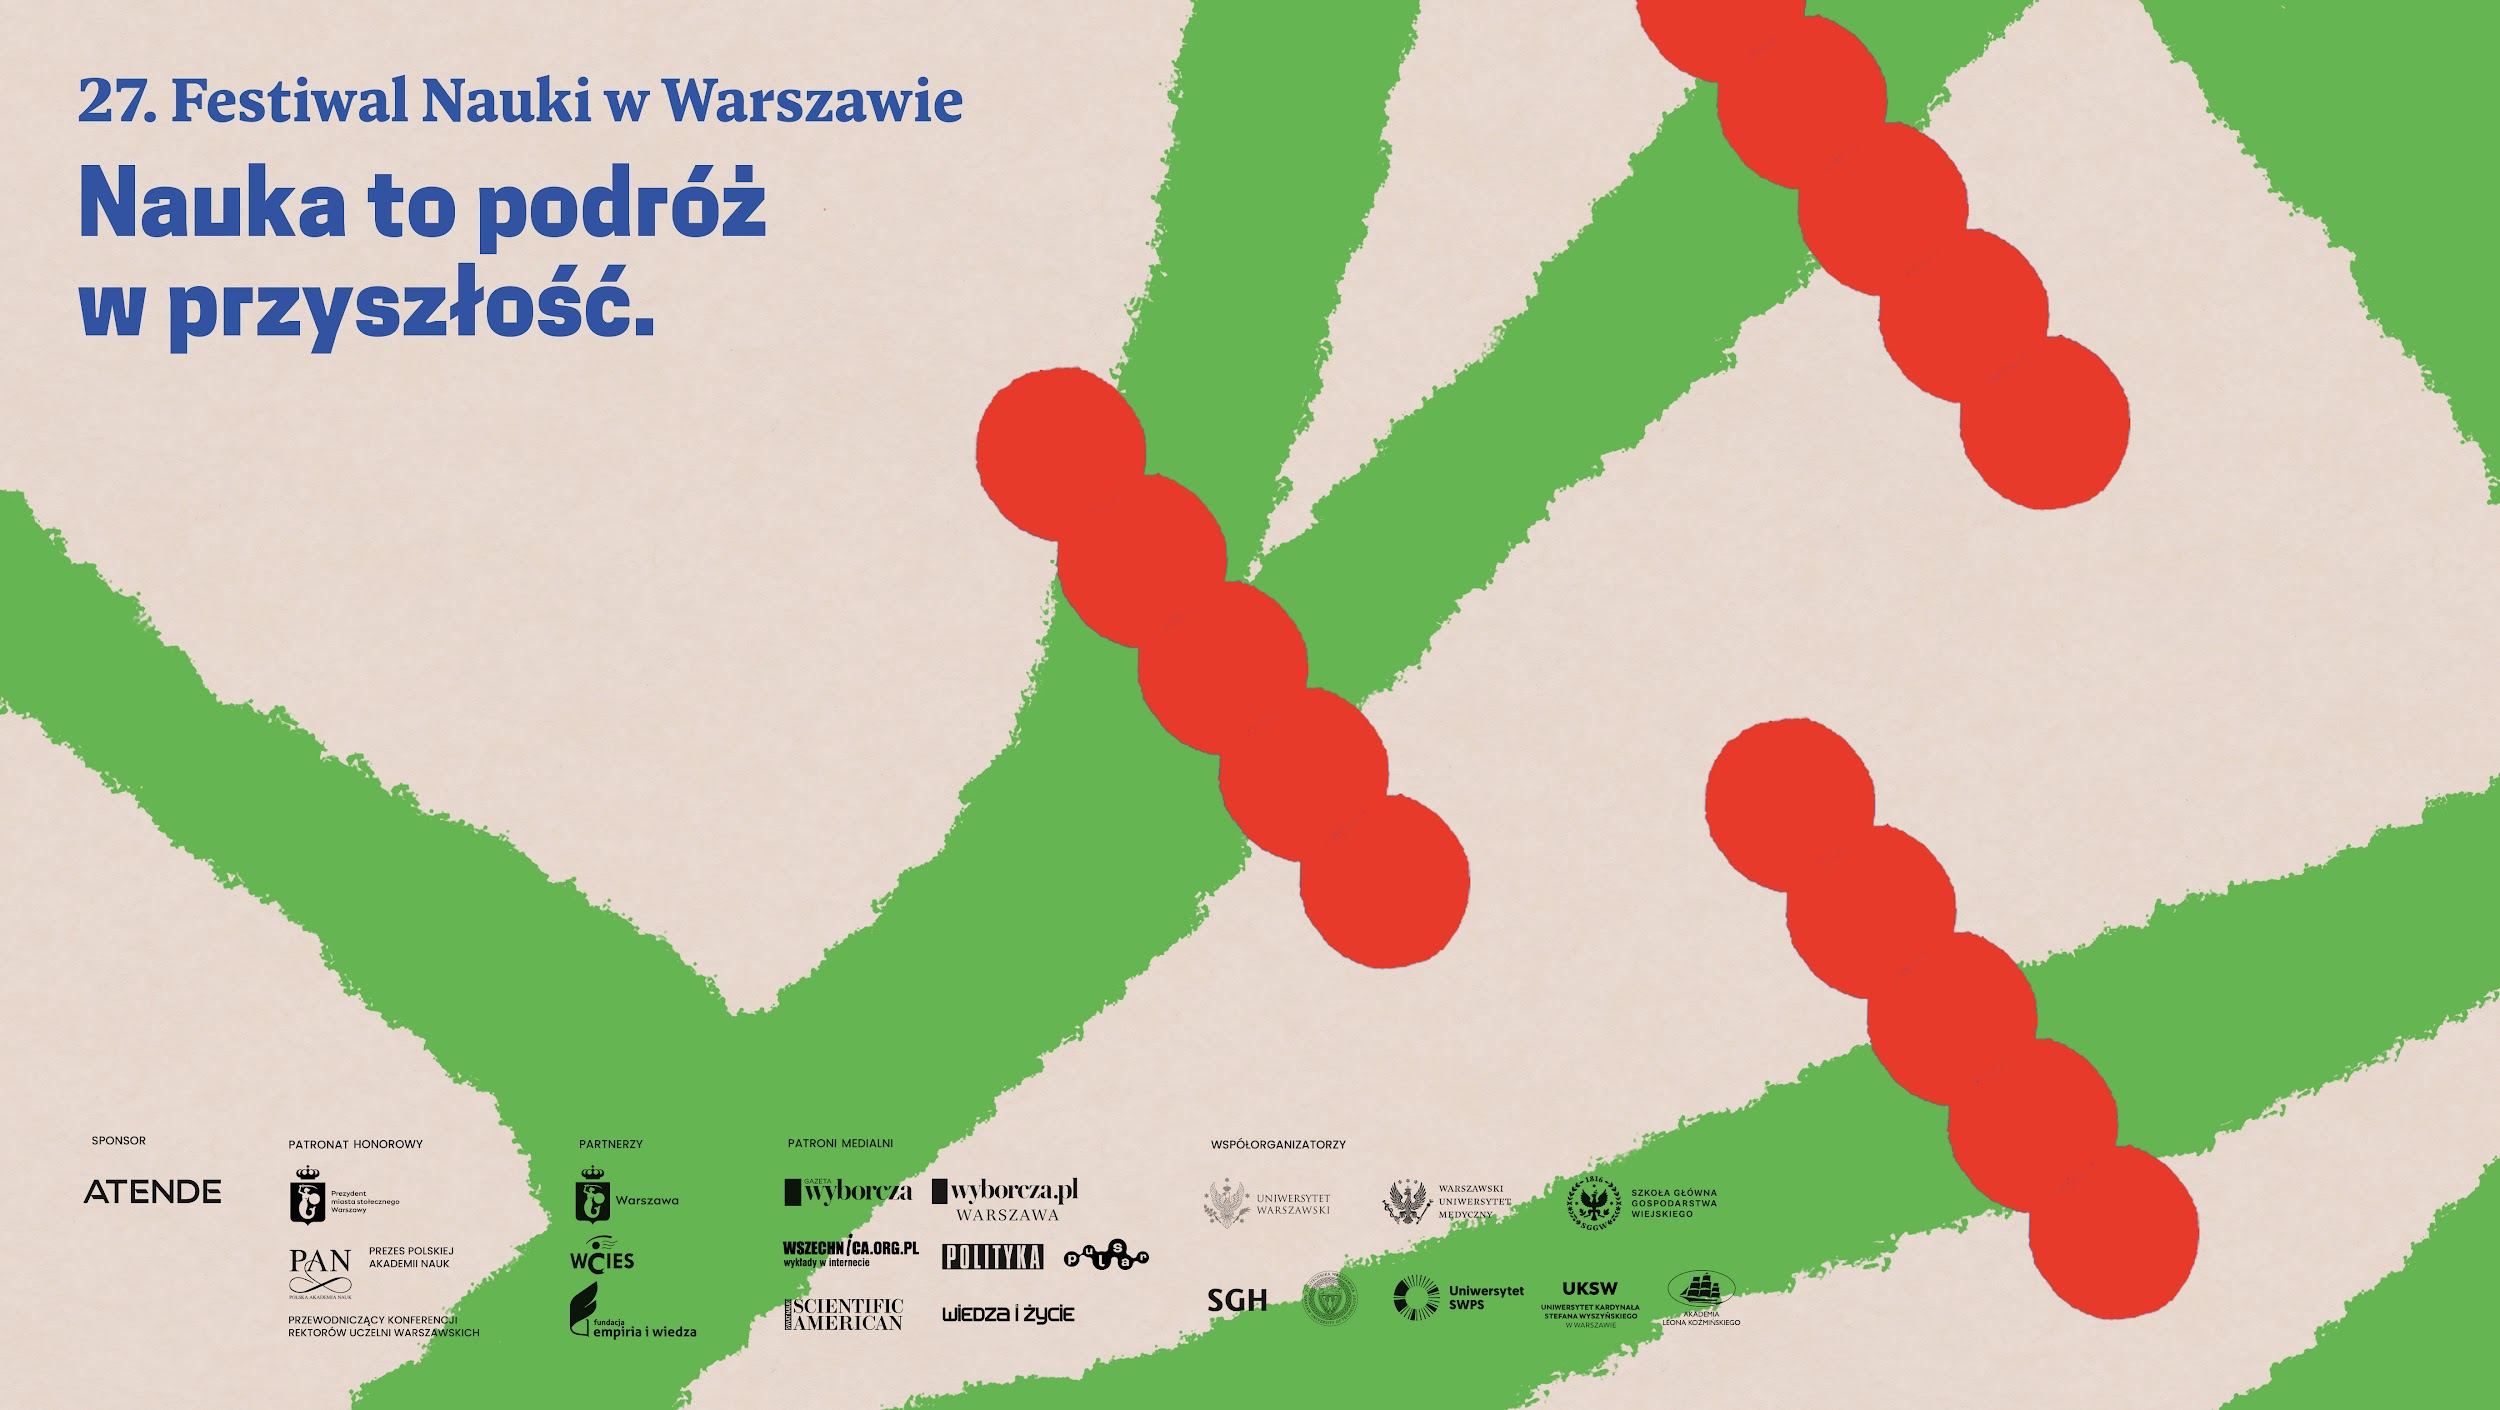 27. Festiwal Nauki w Warszawie
Nauka to podróż
w przyszłość.
SPONSOR
ATENDE
PATRONAT HONOROWY
Prezydent
miasta stołecznego
Warszawy
PAN
POLSKA AKADEMIA NAUK
PREZES POLSKIEJ
AKADEMII NAUK
PRZEWODNICZĄCY KONFERENCJI
REKTORÓW UCZELNI WARSZAWSKICH
PARTNERZY
Warszawa
WCIES
fundacja
empiria i wiedza
PATRONI MEDIALNI
GAZETA
wyborcza
wyborcza.pl
WARSZAWA
WSZECHNICA.ORG.PL
wykłady w internecie
POLITYKA
pulsar
SCIENTIFIC
AMERICAN
WIEDZA I ŻYCIE
WSPÓŁORGANIZATORZY
UNIWERSYTET
WARSZAWSKI
WARSZAWSKI
UNIWERSYTET
MEDYCZNY
1816
SGGW
SZKOŁA GŁÓWNA
GOSPODARSTWA
WIEJSKIEGO
SGH
Uniwersytet
SWPS
UKSW
UNIWERSYTET KARDYNAŁA
STEFANA WYSZYŃSKIEGO
W WARSZAWIE
AKADEMIA
LEONA KOŹMIŃSKIEGO